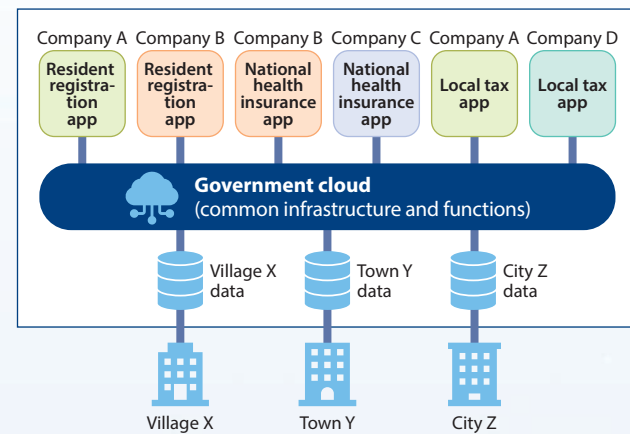 Company A Company B Company B Company C Company A Company D
Resident
registra-
tion
app
Resident
registra-
tion
app
National
health
insurance
app
National
health
insurance
app
Local tax
app
Local tax
app
Government cloud
(common infrastructure and functions)
Village X
data
Town Y
data
City Z
data
Village X
Town Y
City Z